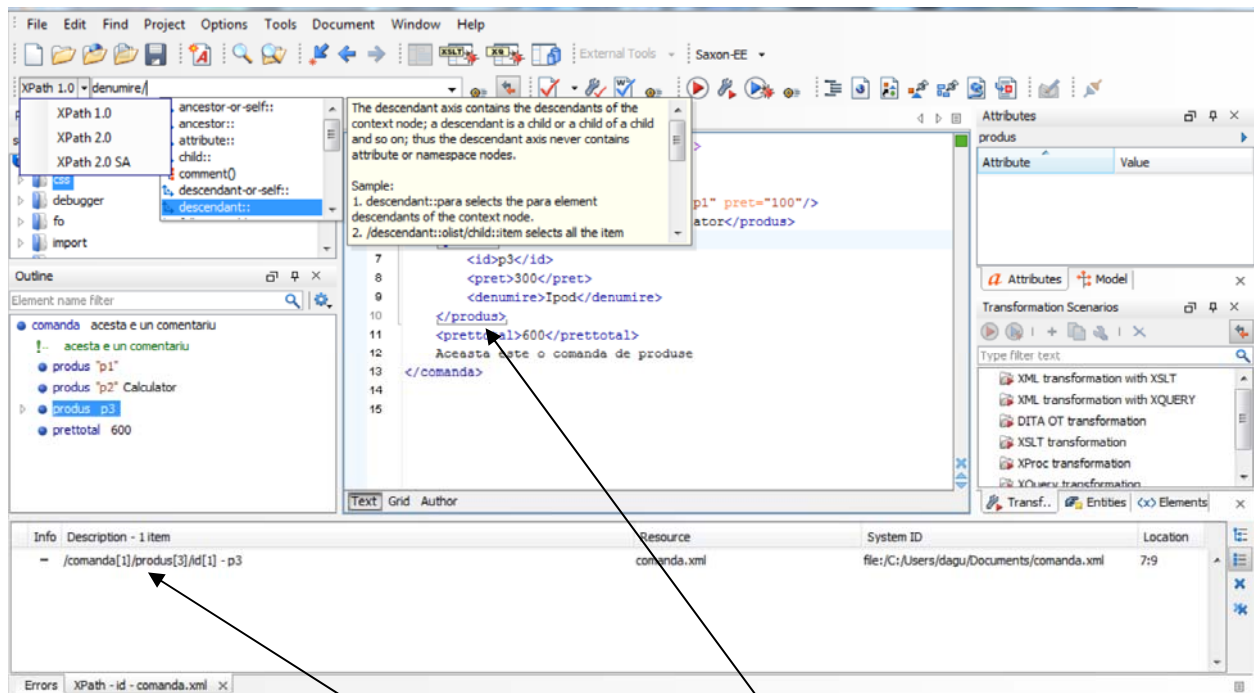 File Edit Find Project Options Tools Document Window Help
XSLT XQ External Tools Saxon-EE
XPath 1.0 denumire/
XPath 1.0
XPath 2.0
XPath 2.0 SA
css
debugger
fo
import
ancestor-or-self::
ancestor::
attribute::
child::
comment()
descendant-or-self::
descendant::
The descendant axis contains the descendants of the
context node; a descendant is a child or a child of a child
and so on; thus the descendant axis never contains
attribute or namespace nodes.
Sample:
1. descendant::para selects the para element
descendants of the context node.
2. /descendant::olist/child::item selects all the item
>
p1" pret="100"/>
ator</produs>
7 <id>p3</id>
8 <pret>300</pret>
9 <denumire>Ipod</denumire>
10 </produs>
11 <prettotal>600</prettotal>
12 Aceasta este o comanda de produse
13 </comanda>
14
15
Text Grid Author
Outline
Element name filter
comanda acesta e un comentariu
!-- acesta e un comentariu
produs "p1"
produs "p2" Calculator
produs p3
prettotal 600
Attributes
produs
Attribute Value
Attributes Model
Transformation Scenarios
Type filter text
XML transformation with XSLT
XML transformation with XQUERY
DITA OT transformation
XSLT transformation
XProc transformation
XQuery transformation
Transf.. Entities <x> Elements
Info Description - 1 item Resource System ID Location
/comanda[1]/produs[3]/id[1] - p3 comanda.xml file:/C:/Users/dagu/Documents/comanda.xml 7:9
Errors XPath - id - comanda.xml